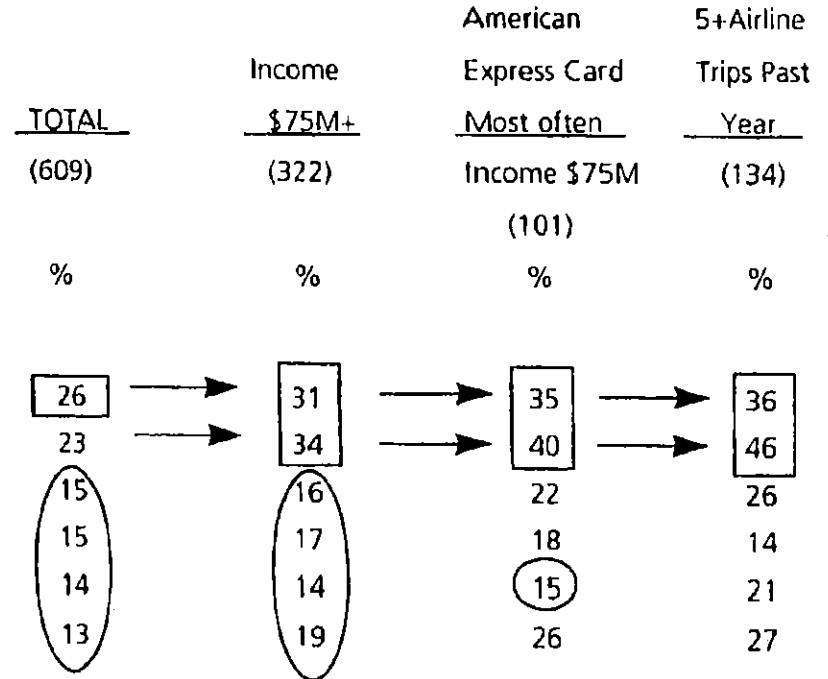 American 5+Airline
Income Express Card Trips Past
TOTAL $75M+ Most often Year
(609) (322) Income $75M (134)
(101)
% % % %
26 31 35 36
23 34 40 46
15 16 22 26
15 17 18 14
14 14 15 21
13 19 26 27